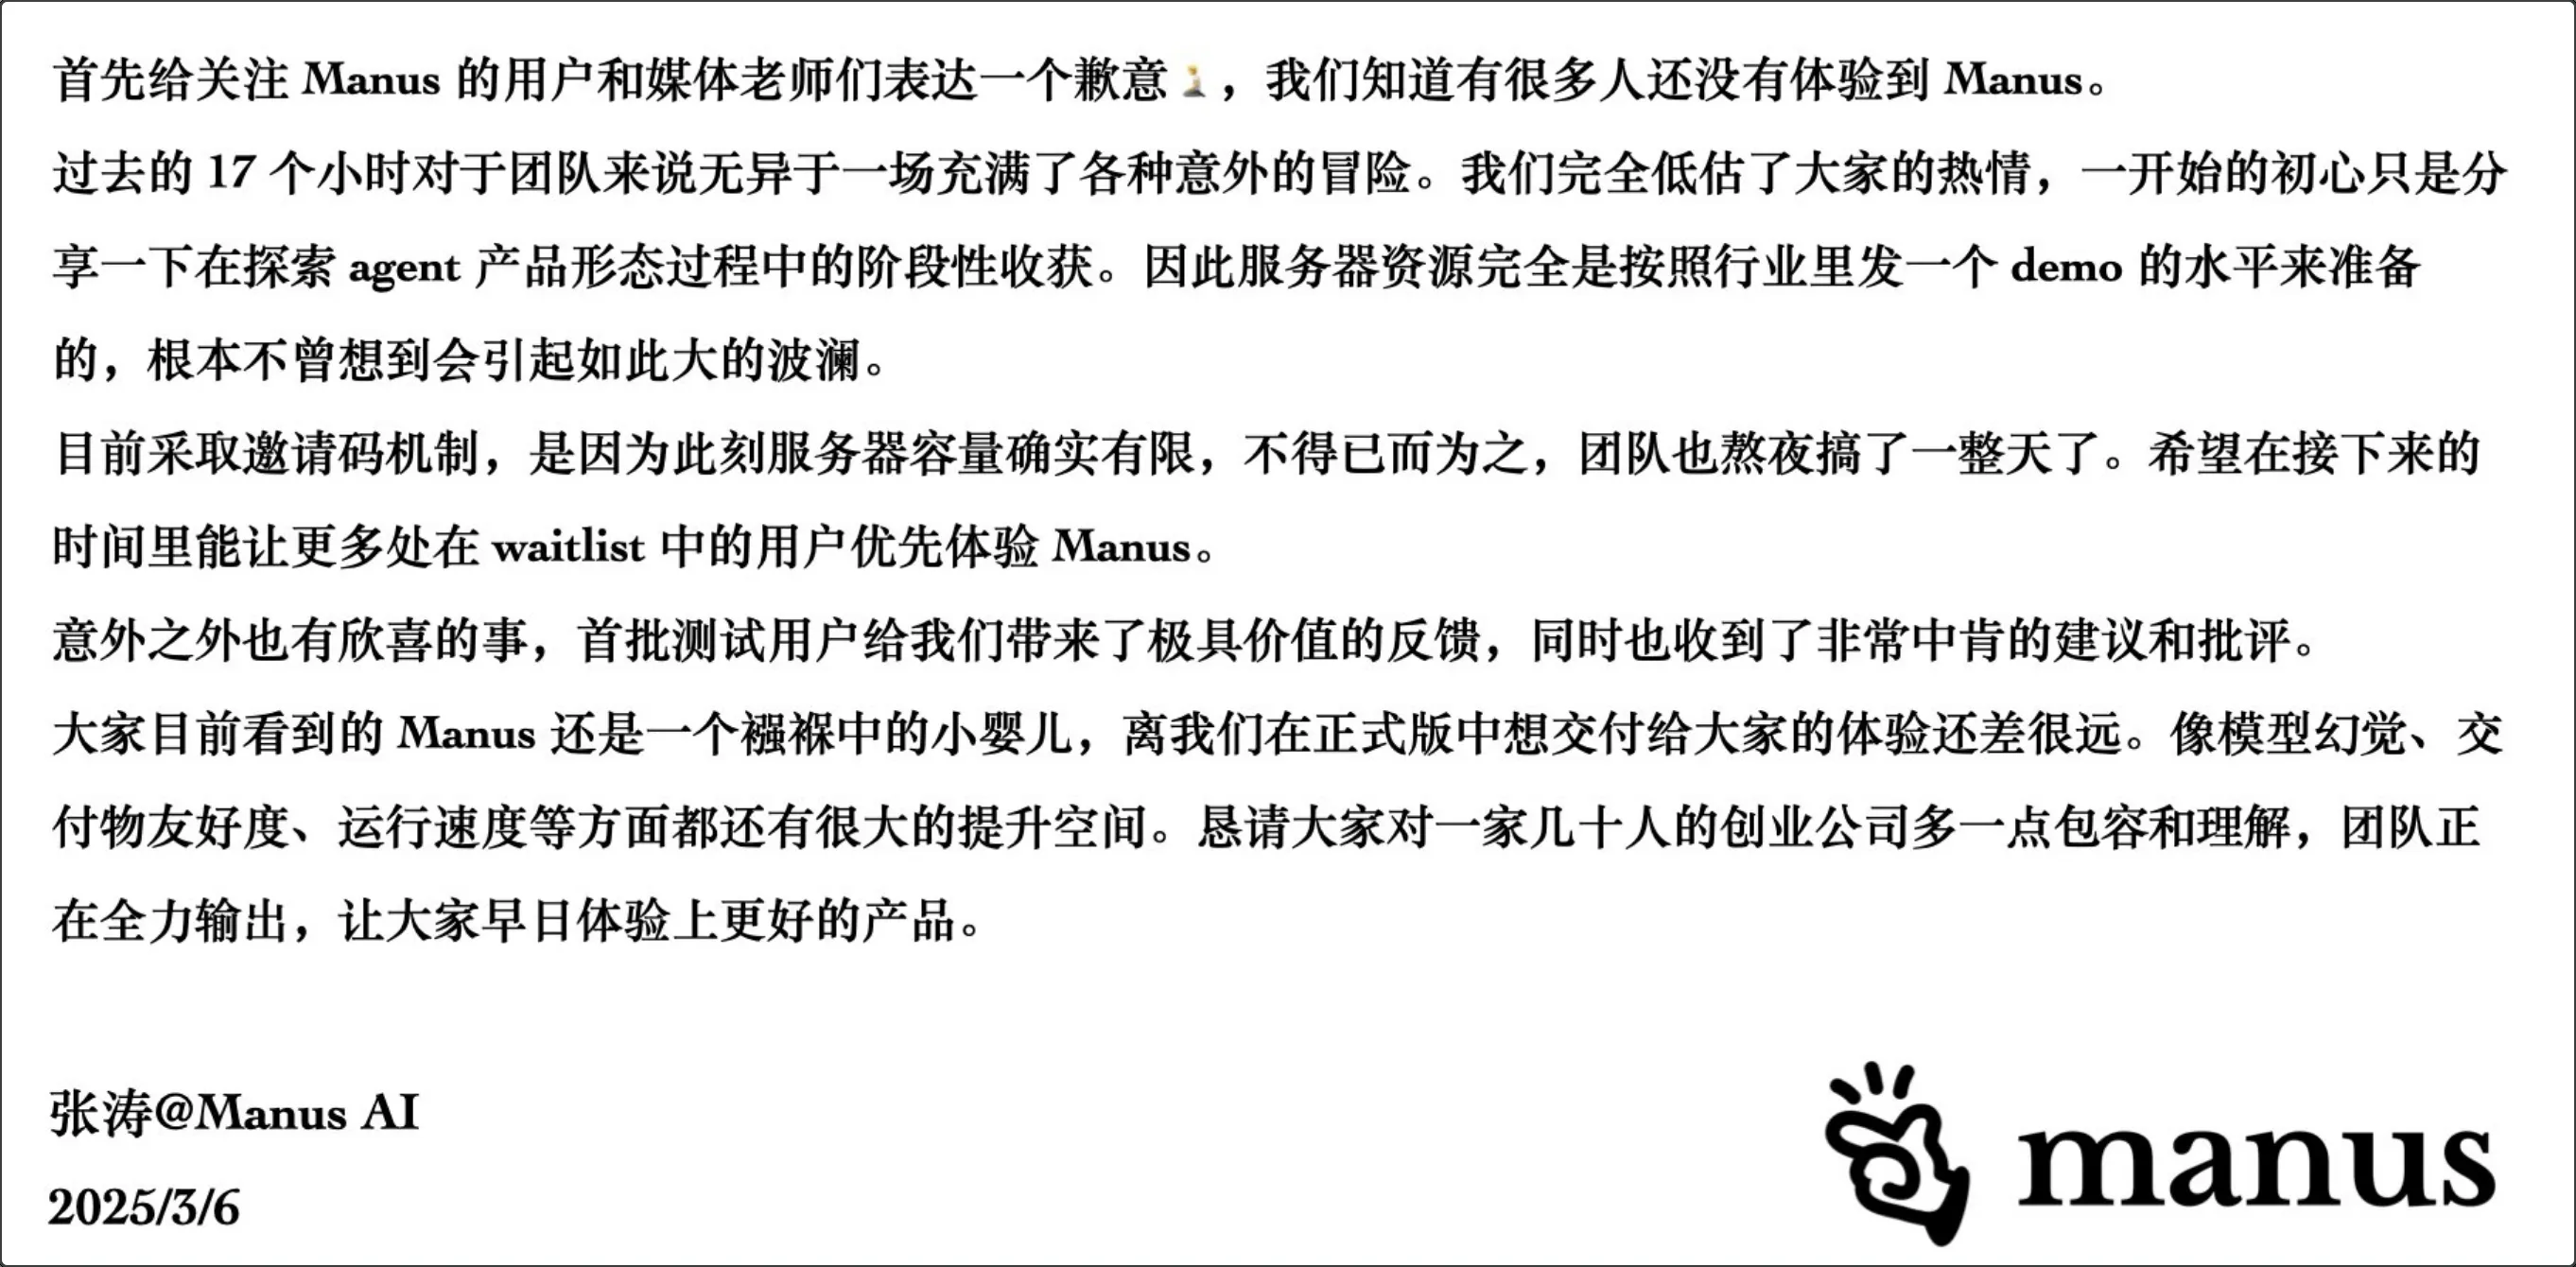 首先给关注 Manus 的用户和媒体老师们表达一个歉意🧎，我们知道有很多人还没有体验到 Manus。
过去的 17 个小时对于团队来说无异于一场充满了各种意外的冒险。我们完全低估了大家的热情，一开始的初心只是分
享一下在探索 agent 产品形态过程中的阶段性收获。因此服务器资源完全是按照行业里发一个 demo 的水平来准备
的，根本不曾想到会引起如此大的波澜。
目前采取邀请码机制，是因为此刻服务器容量确实有限，不得已而为之，团队也熬夜搞了一整天了。希望在接下来的
时间里能让更多处在 waitlist 中的用户优先体验 Manus。
意外之外也有欣喜的事，首批测试用户给我们带来了极具价值的反馈，同时也收到了非常中肯的建议和批评。
大家目前看到的 Manus 还是一个襁褓中的小婴儿，离我们在正式版中想交付给大家的体验还差很远。像模型幻觉、交
付物友好度、运行速度等方面都还有很大的提升空间。恳请大家对一家几十人的创业公司多一点包容和理解，团队正
在全力输出，让大家早日体验上更好的产品。
张涛@Manus AI
2025/3/6
manus